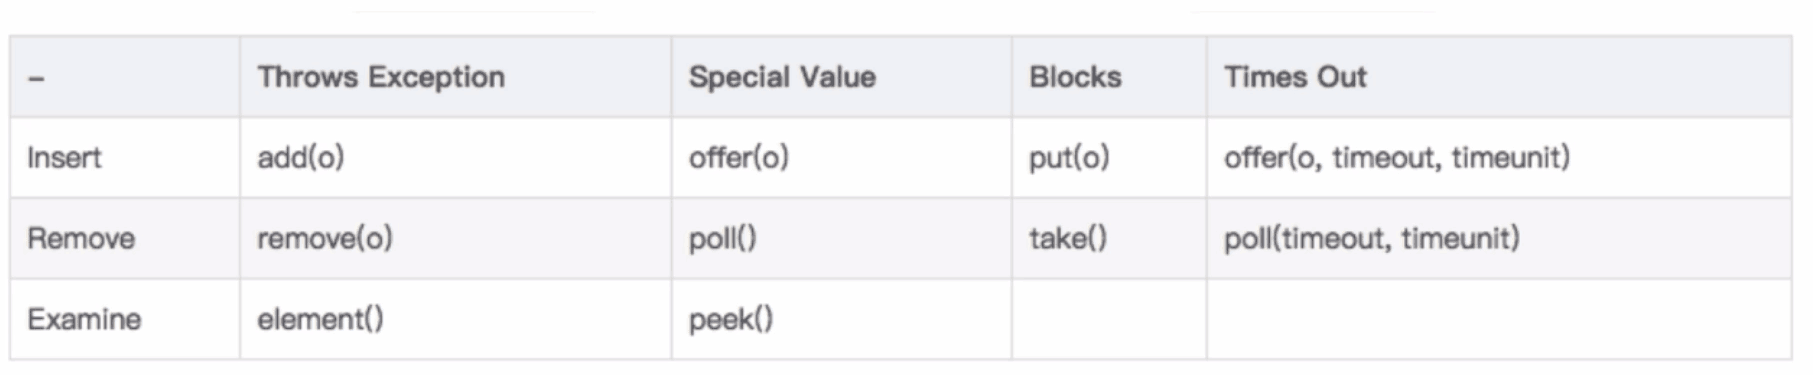 – Throws Exception Special Value Blocks Times Out
Insert add(o) offer(o) put(o) offer(o, timeout, timeunit)
Remove remove(o) poll() take() poll(timeout, timeunit)
Examine element() peek()